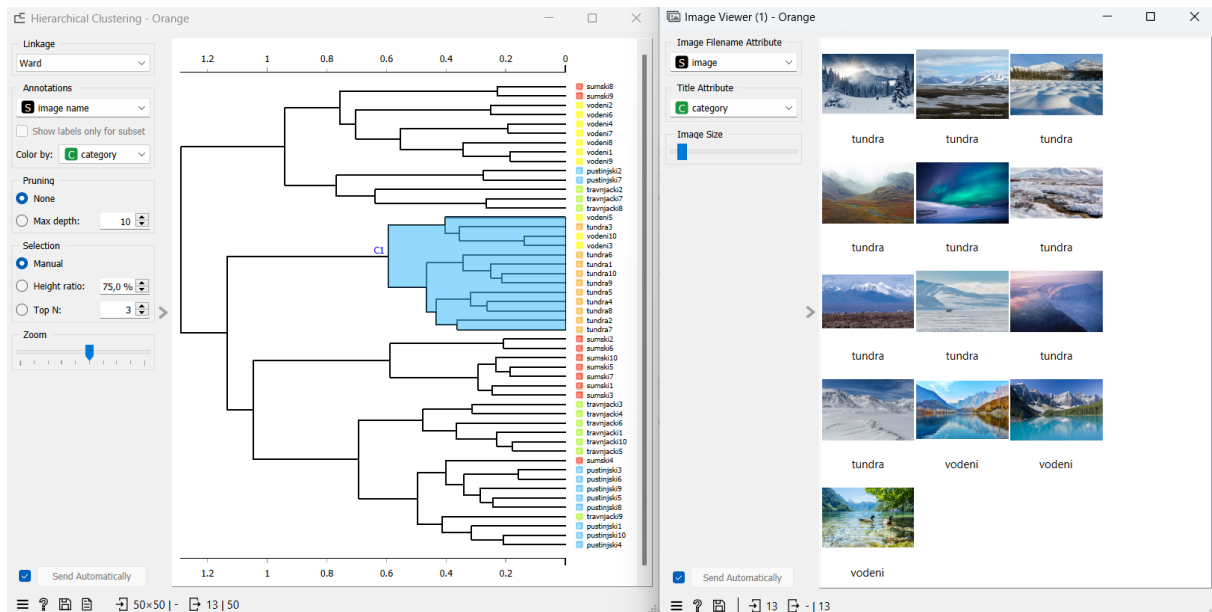 Hierarchical Clustering - Orange
Linkage
Ward
Annotations
S image name
Show labels only for subset
Color by: C category
Pruning
None
Max depth: 10
Selection
Manual
Height ratio: 75,0 %
Top N: 3
Zoom
Send Automatically
50×50 | - 13 | 50
1.2 1 0.8 0.6 0.4 0.2 0
sumski8
sumski9
vodeni2
vodeni6
vodeni4
vodeni7
vodeni8
vodeni1
vodeni9
pustinjski2
pustinjski7
travnjacki2
travnjacki7
travnjacki8
C1
vodeni5
tundra3
vodeni10
vodeni3
tundra6
tundra1
tundra10
tundra9
tundra5
tundra4
tundra8
tundra2
tundra7
sumski2
sumski6
sumski10
sumski5
sumski7
sumski1
sumski3
travnjacki3
travnjacki4
travnjacki6
travnjacki1
travnjacki10
travnjacki5
sumski4
pustinjski3
pustinjski6
pustinjski9
pustinjski5
pustinjski8
travnjacki9
pustinjski1
pustinjski10
pustinjski4
1.2 1 0.8 0.6 0.4 0.2 0
Image Viewer (1) - Orange
Image Filename Attribute
S image
Title Attribute
C category
Image Size
Send Automatically
13 - | 13
tundra tundra tundra
tundra tundra tundra
tundra tundra tundra
tundra vodeni vodeni
vodeni